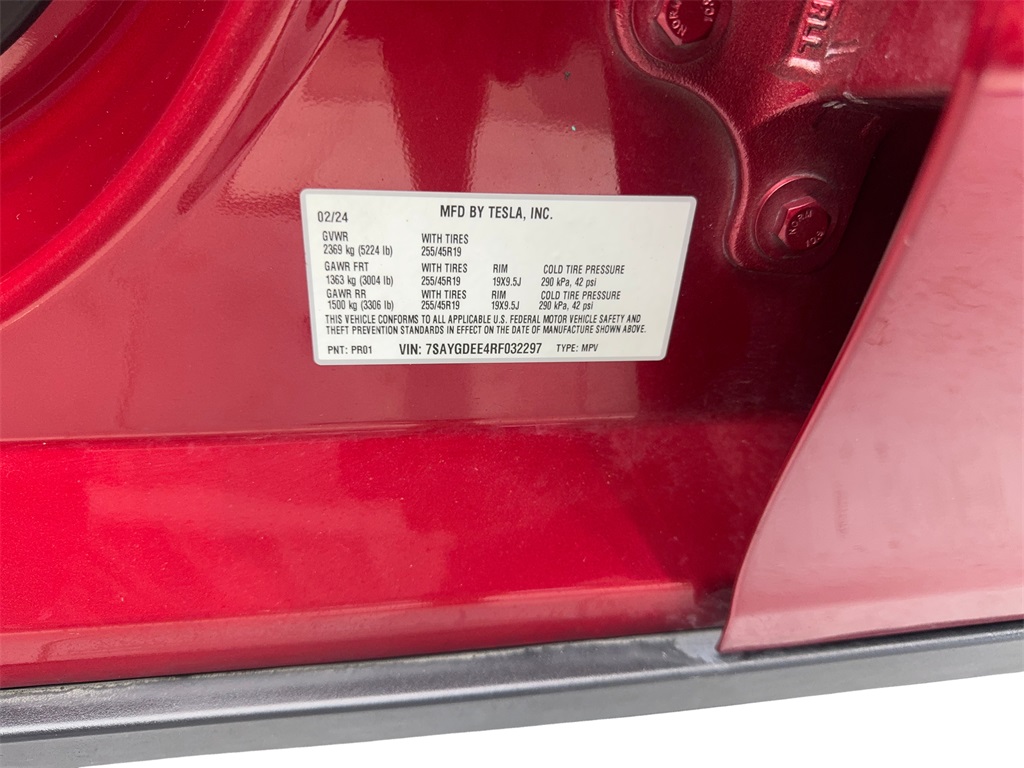 02/24 MFD BY TESLA, INC.
GVWR WITH TIRES
2369 kg (5224 lb) 255/45R19
GAWR FRT WITH TIRES RIM COLD TIRE PRESSURE
1363 kg (3004 lb) 255/45R19 19X9.5J 290 kPa, 42 psi
GAWR RR WITH TIRES RIM COLD TIRE PRESSURE
1500 kg (3306 lb) 255/45R19 19X9.5J 290 kPa, 42 psi
THIS VEHICLE CONFORMS TO ALL APPLICABLE U.S. FEDERAL MOTOR VEHICLE SAFETY AND
THEFT PREVENTION STANDARDS IN EFFECT ON THE DATE OF MANUFACTURE SHOWN ABOVE.
PNT: PR01 VIN: 7SAYGDEE4RF032297 TYPE: MPV
NORM
NORM